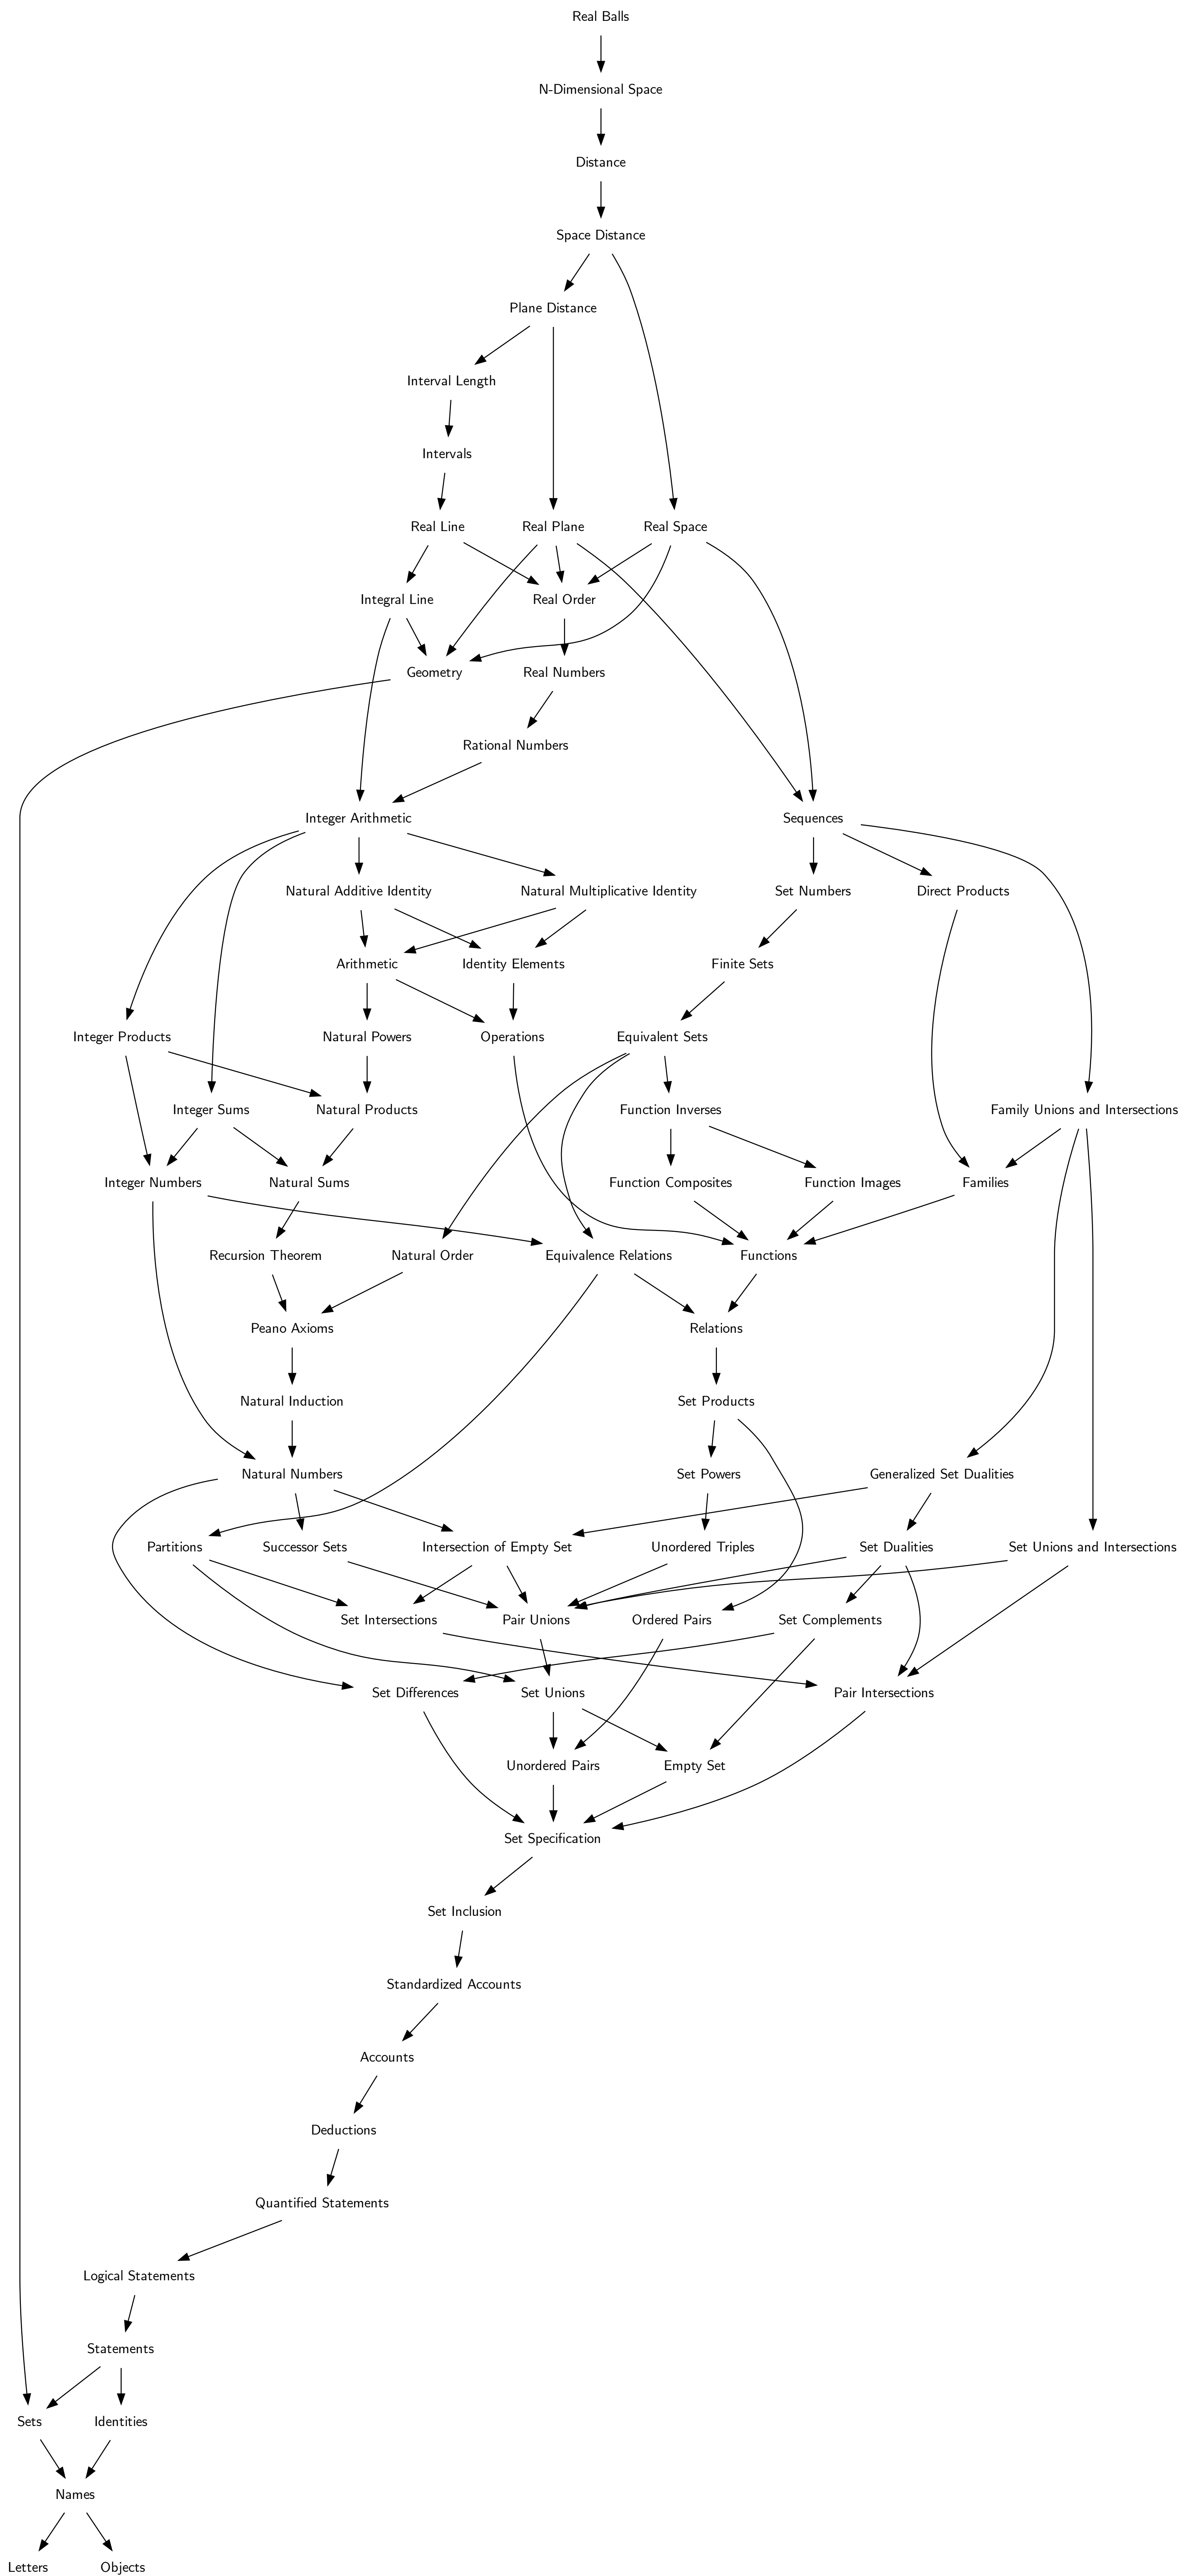 Real Balls
N-Dimensional Space
Distance
Space Distance
Plane Distance
Interval Length
Intervals
Real Line
Real Plane
Real Space
Integral Line
Real Order
Geometry
Real Numbers
Rational Numbers
Integer Arithmetic
Sequences
Natural Additive Identity
Natural Multiplicative Identity
Set Numbers
Direct Products
Arithmetic
Identity Elements
Finite Sets
Integer Products
Natural Powers
Operations
Equivalent Sets
Integer Sums
Natural Products
Function Inverses
Family Unions and Intersections
Integer Numbers
Natural Sums
Function Composites
Function Images
Families
Recursion Theorem
Natural Order
Equivalence Relations
Functions
Peano Axioms
Relations
Natural Induction
Set Products
Natural Numbers
Set Powers
Generalized Set Dualities
Partitions
Successor Sets
Intersection of Empty Set
Unordered Triples
Set Dualities
Set Unions and Intersections
Set Intersections
Pair Unions
Ordered Pairs
Set Complements
Set Differences
Set Unions
Pair Intersections
Unordered Pairs
Empty Set
Set Specification
Set Inclusion
Standardized Accounts
Accounts
Deductions
Quantified Statements
Logical Statements
Statements
Sets
Identities
Names
Letters
Objects